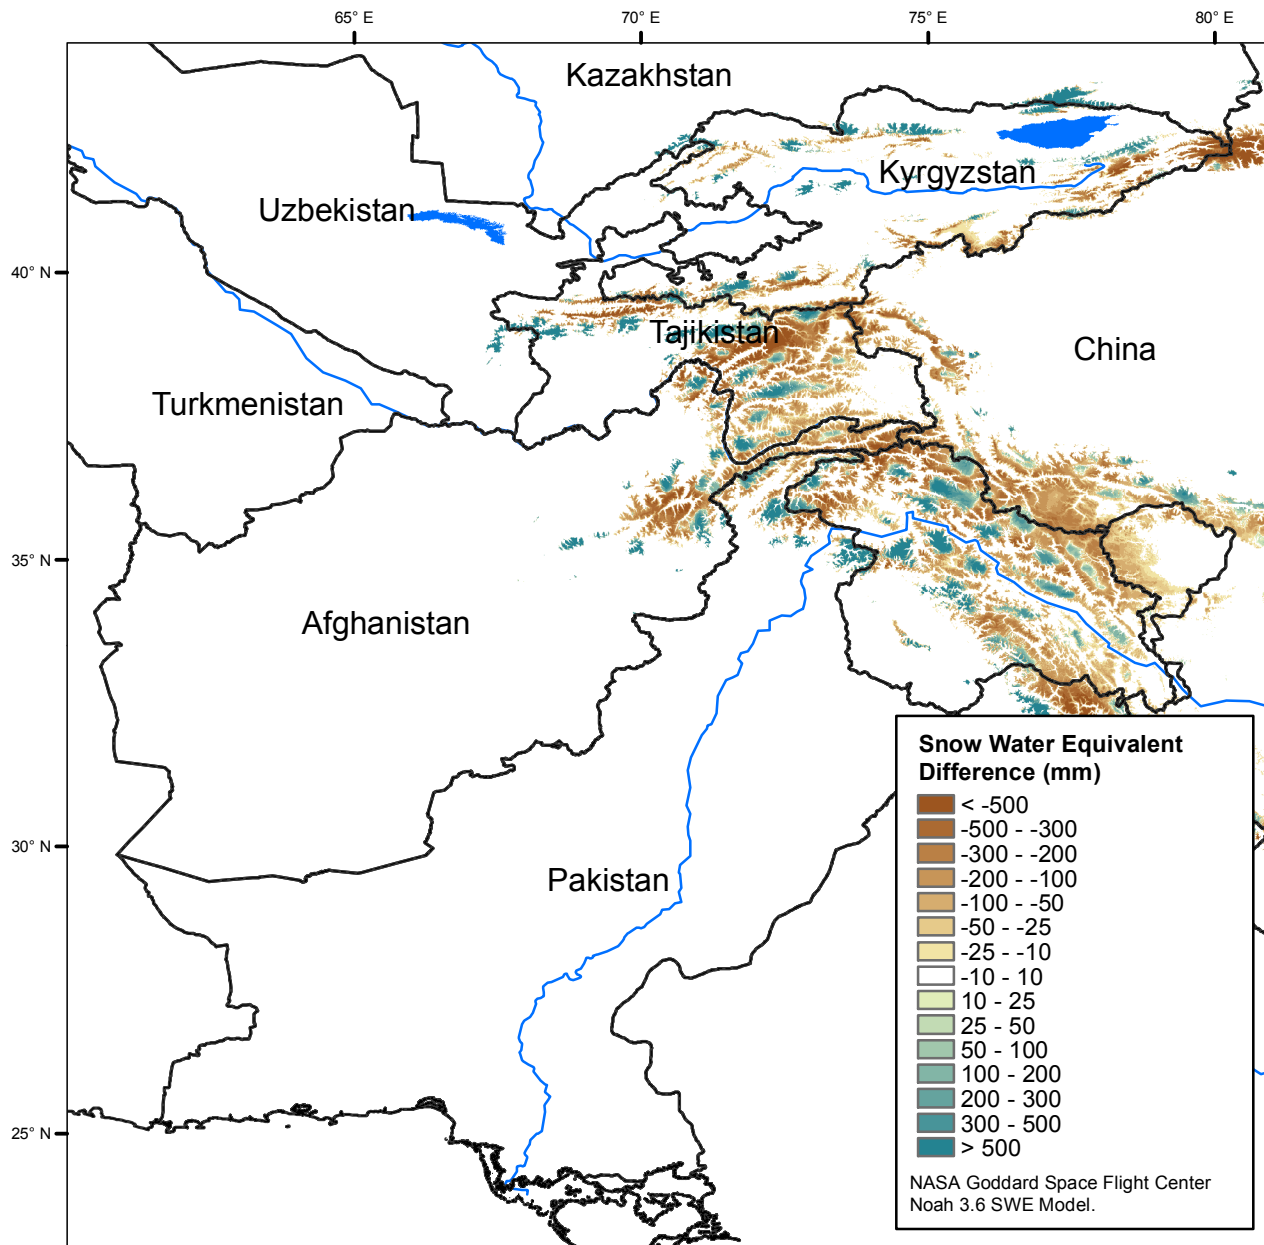 65° E
70° E
75° E
80° E
Kazakhstan
Kyrgyzstan
Uzbekistan
40° N
Tajikistan
China
Turkmenistan
35° N
Afghanistan
30° N
Pakistan
25° N
Snow Water Equivalent
Difference (mm)
< -500
-500 - -300
-300 - -200
-200 - -100
-100 - -50
-50 - -25
-25 - -10
-10 - 10
10 - 25
25 - 50
50 - 100
100 - 200
200 - 300
300 - 500
> 500
NASA Goddard Space Flight Center
Noah 3.6 SWE Model.